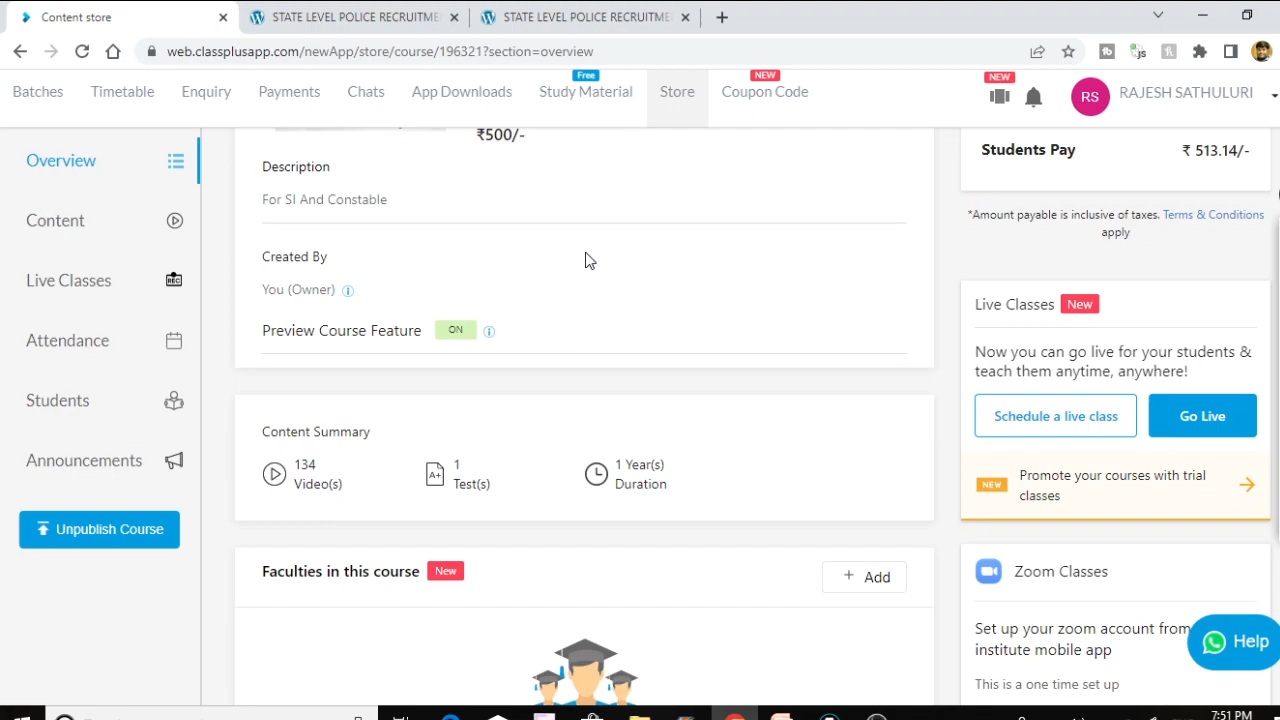 Content store
STATE LEVEL POLICE RECRUITME
STATE LEVEL POLICE RECRUITME
web.classplusapp.com/newApp/store/course/196321?section=overview
Batches
Timetable
Enquiry
Payments
Chats
App Downloads
Free
Study Material
Store
NEW
Coupon Code
NEW
RS
RAJESH SATHULURI
Overview
Content
Live Classes
REC
Attendance
Students
Announcements
Unpublish Course
₹500/-
Description
For SI And Constable
Created By
You (Owner)
Preview Course Feature ON
Content Summary
134
Video(s)
A+
1
Test(s)
1 Year(s)
Duration
Faculties in this course New
+ Add
Students Pay ₹ 513.14/-
*Amount payable is inclusive of taxes. Terms & Conditions
apply
Live Classes New
Now you can go live for your students &
teach them anytime, anywhere!
Schedule a live class
Go Live
NEW
Promote your courses with trial
classes
Zoom Classes
Set up your zoom account from
institute mobile app
This is a one time set up
Help
7:51 PM